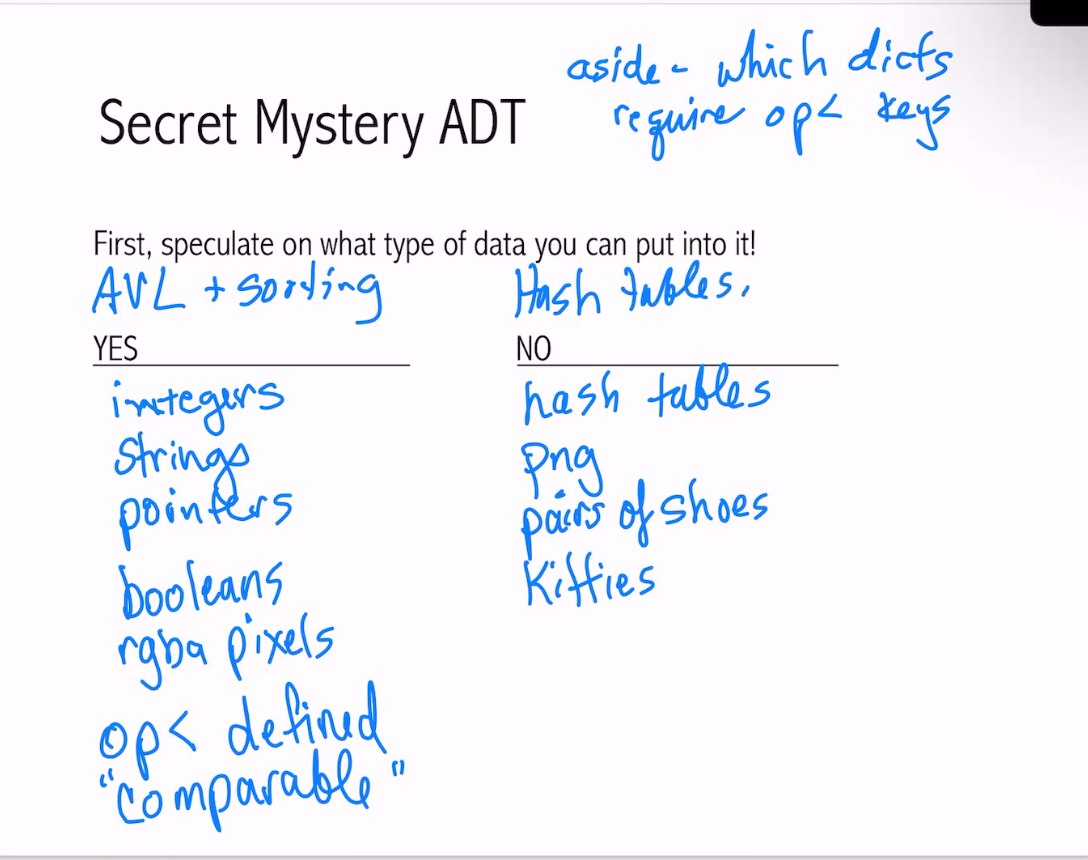 aside - which dicts
require op< keys
Secret Mystery ADT
First, speculate on what type of data you can put into it!
AVL + sorting
Hash tables.
YES
NO
integers
hash tables
strings
png
pointers
pairs of shoes
booleans
Kitties
rgba pixels
op< defined
"comparable"